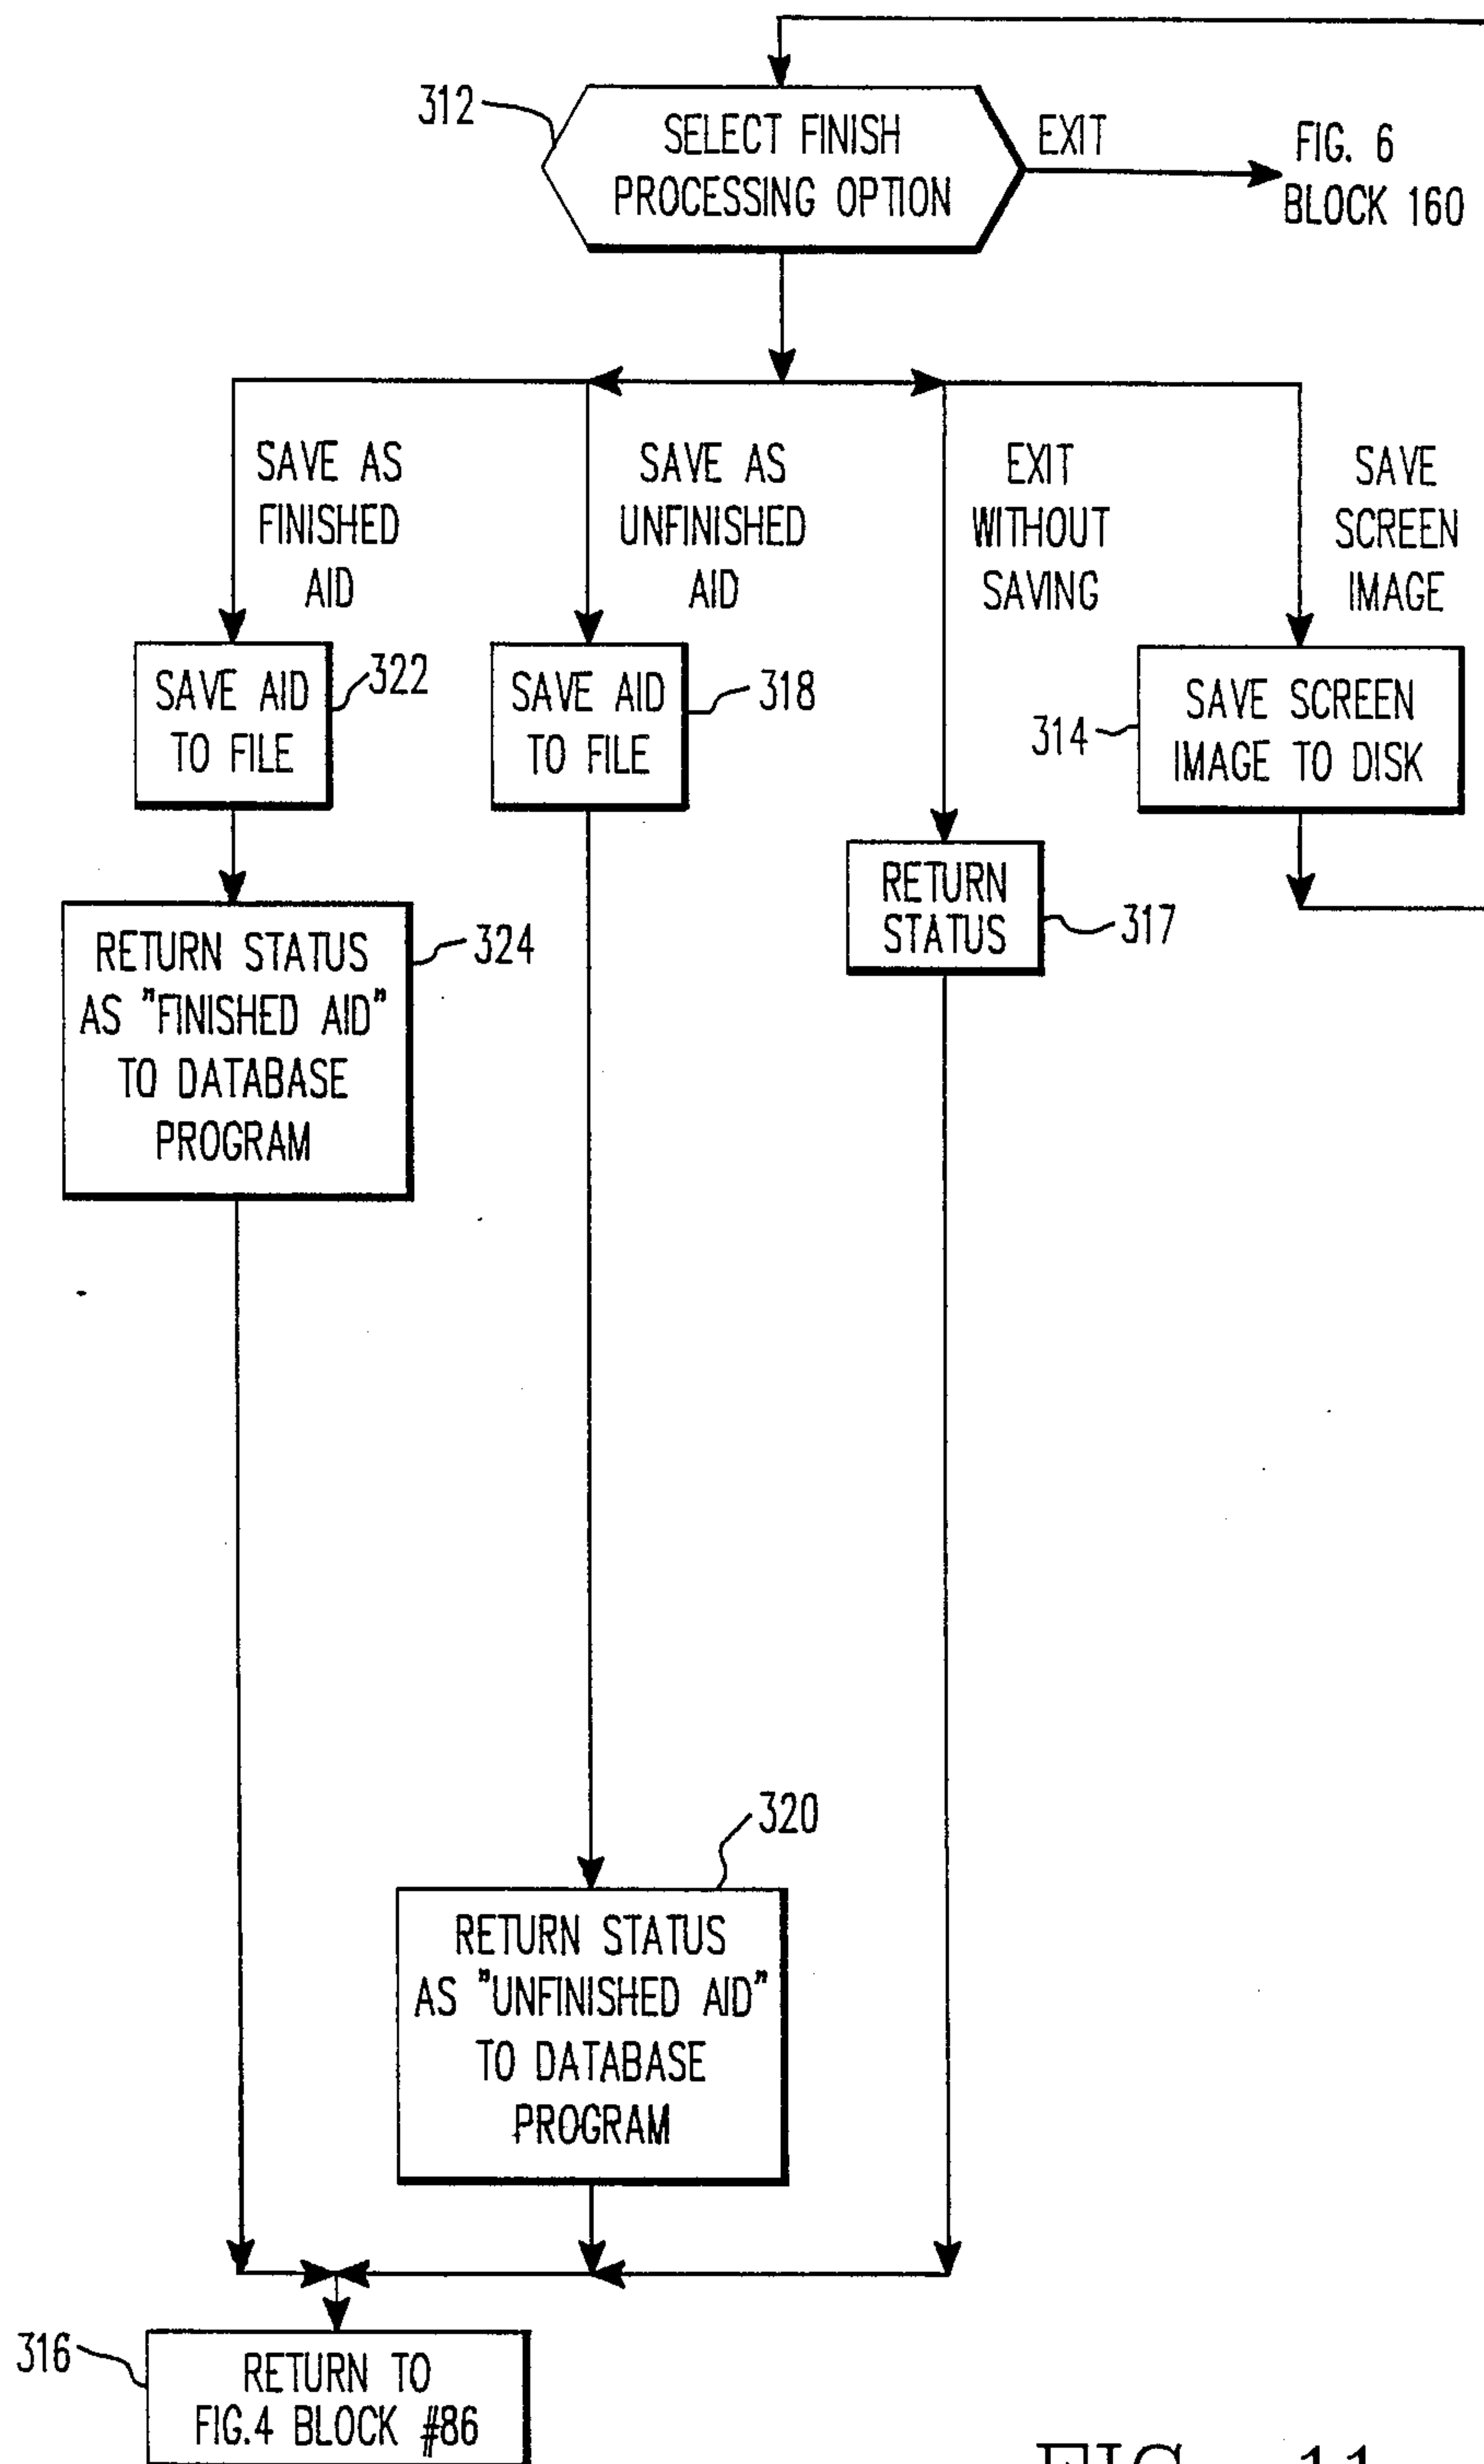 312
SELECT FINISH
PROCESSING OPTION
EXIT
FIG. 6
BLOCK 160
SAVE AS
FINISHED
AID
SAVE AS
UNFINISHED
AID
EXIT
WITHOUT
SAVING
SAVE
SCREEN
IMAGE
SAVE AID
TO FILE
322
SAVE AID
TO FILE
318
314
SAVE SCREEN
IMAGE TO DISK
RETURN
STATUS
317
RETURN STATUS
AS "FINISHED AID"
TO DATABASE
PROGRAM
324
320
RETURN STATUS
AS "UNFINISHED AID"
TO DATABASE
PROGRAM
316
RETURN TO
FIG.4 BLOCK #86
FIG. 11